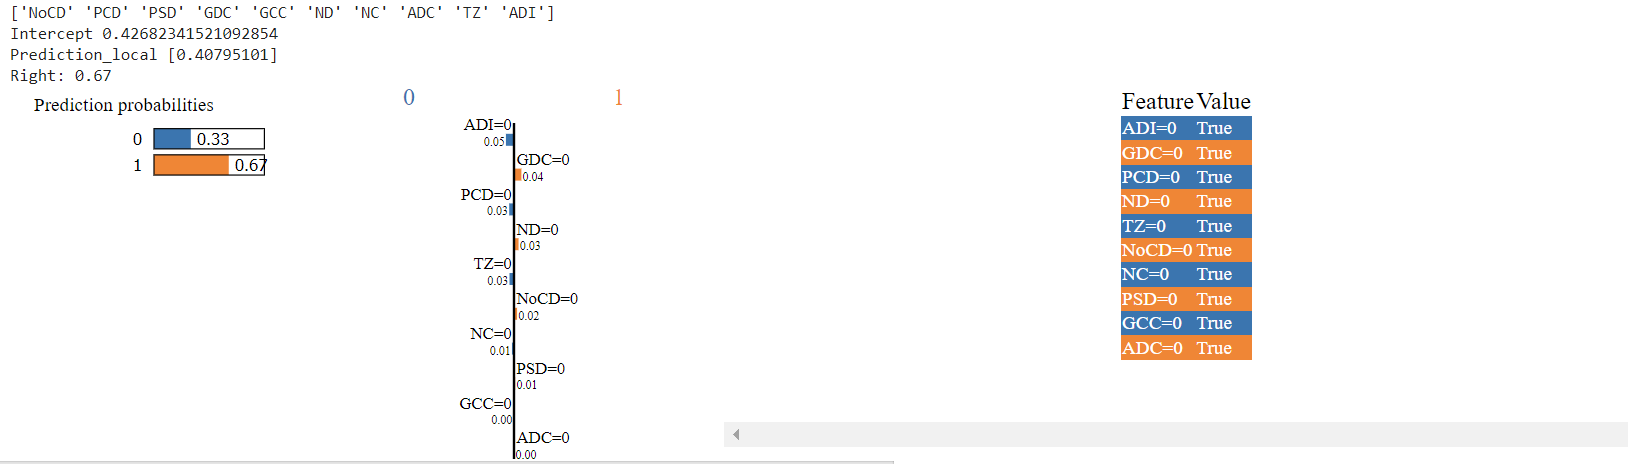 ['NoCD' 'PCD' 'PSD' 'GDC' 'GCC' 'ND' 'NC' 'ADC' 'TZ' 'ADI']
Intercept 0.42682341521092854
Prediction_local [0.40795101]
Right: 0.67
Prediction probabilities
0 0.33
1 0.67
0 1
ADI=0
0.05
GDC=0
0.04
PCD=0
0.03
ND=0
0.03
TZ=0
0.03
NoCD=0
0.02
NC=0
0.01
PSD=0
0.01
GCC=0
0.00
ADC=0
0.00
Feature Value
ADI=0 True
GDC=0 True
PCD=0 True
ND=0 True
TZ=0 True
NoCD=0 True
NC=0 True
PSD=0 True
GCC=0 True
ADC=0 True